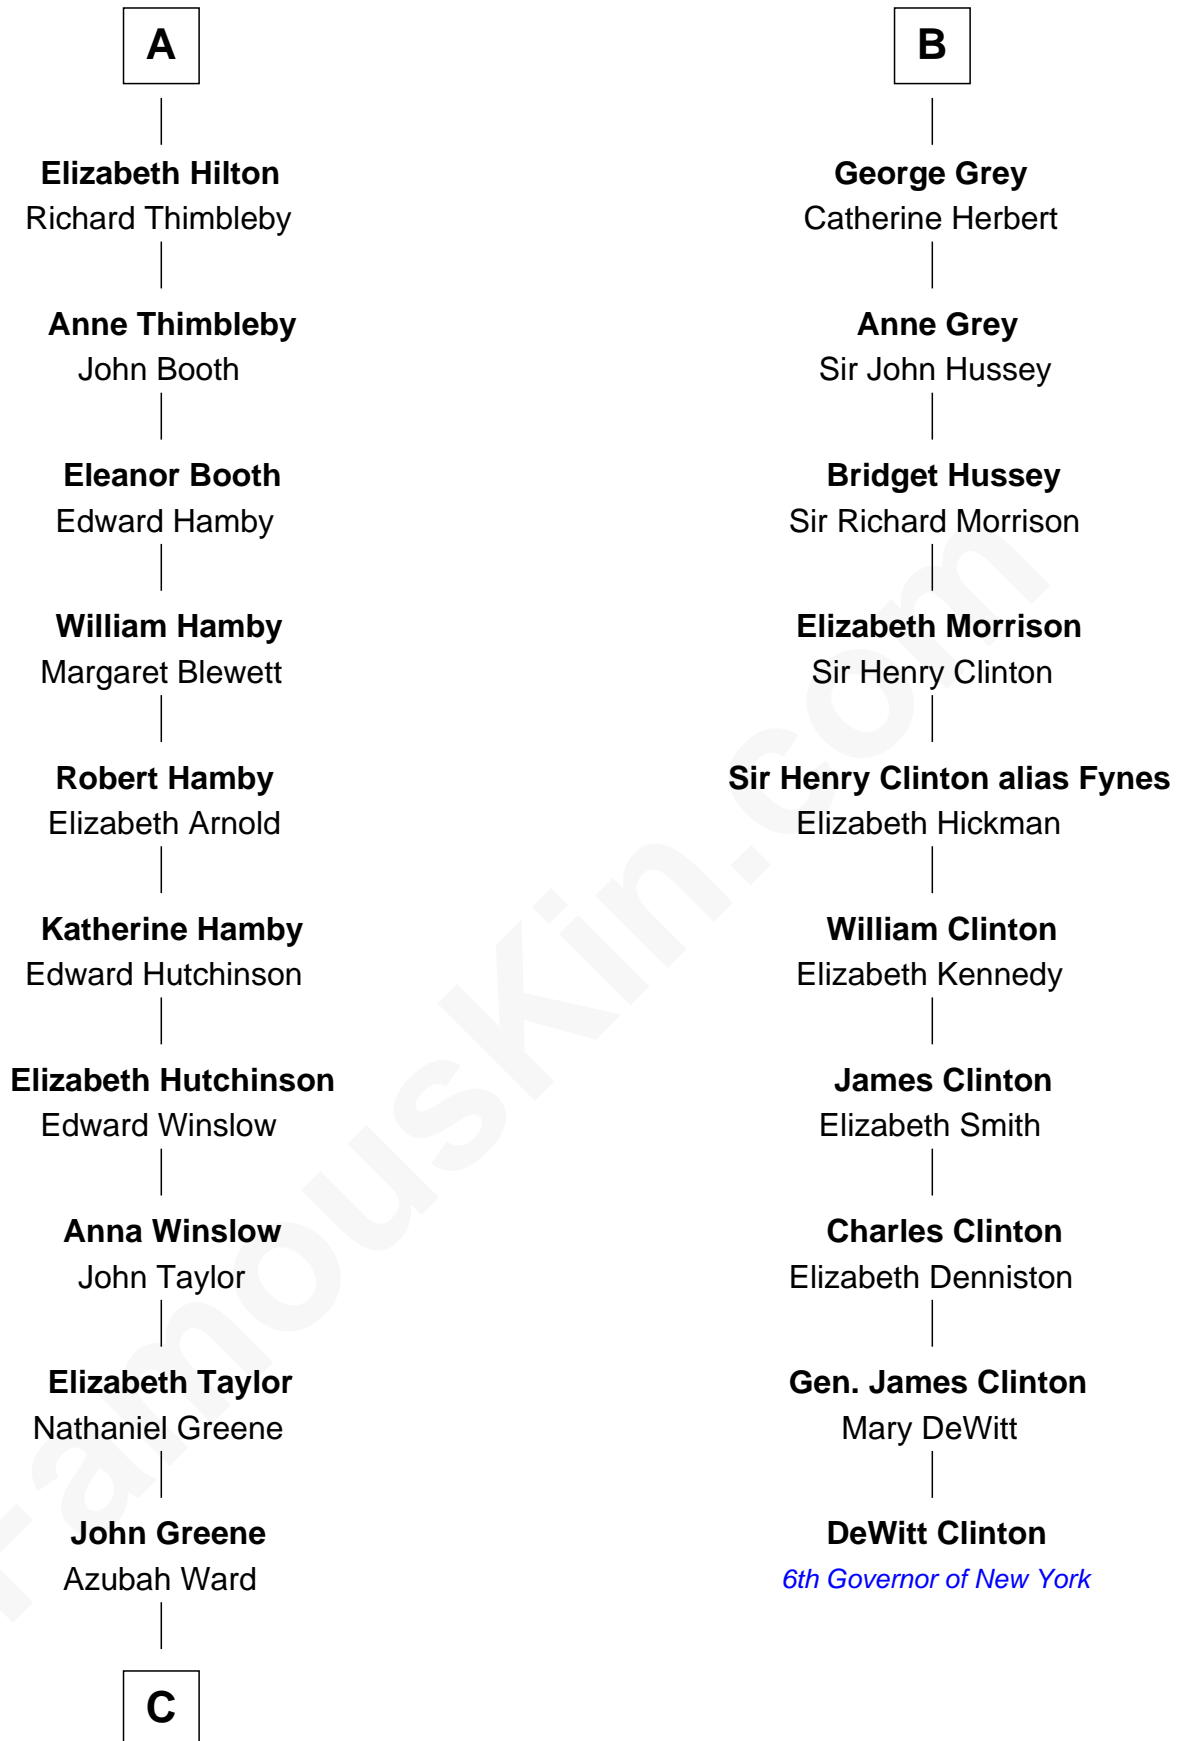 A
Elizabeth Hilton
Richard Thimbleby
Anne Thimbleby
John Booth
Eleanor Booth
Edward Hamby
William Hamby
Margaret Blewett
Robert Hamby
Elizabeth Arnold
Katherine Hamby
Edward Hutchinson
Elizabeth Hutchinson
Edward Winslow
Anna Winslow
John Taylor
Elizabeth Taylor
Nathaniel Greene
John Greene
Azubah Ward
C
B
George Grey
Catherine Herbert
Anne Grey
Sir John Hussey
Bridget Hussey
Sir Richard Morrison
Elizabeth Morrison
Sir Henry Clinton
Sir Henry Clinton alias Fynes
Elizabeth Hickman
William Clinton
Elizabeth Kennedy
James Clinton
Elizabeth Smith
Charles Clinton
Elizabeth Denniston
Gen. James Clinton
Mary DeWitt
DeWitt Clinton
6th Governor of New York
FamousKin.com